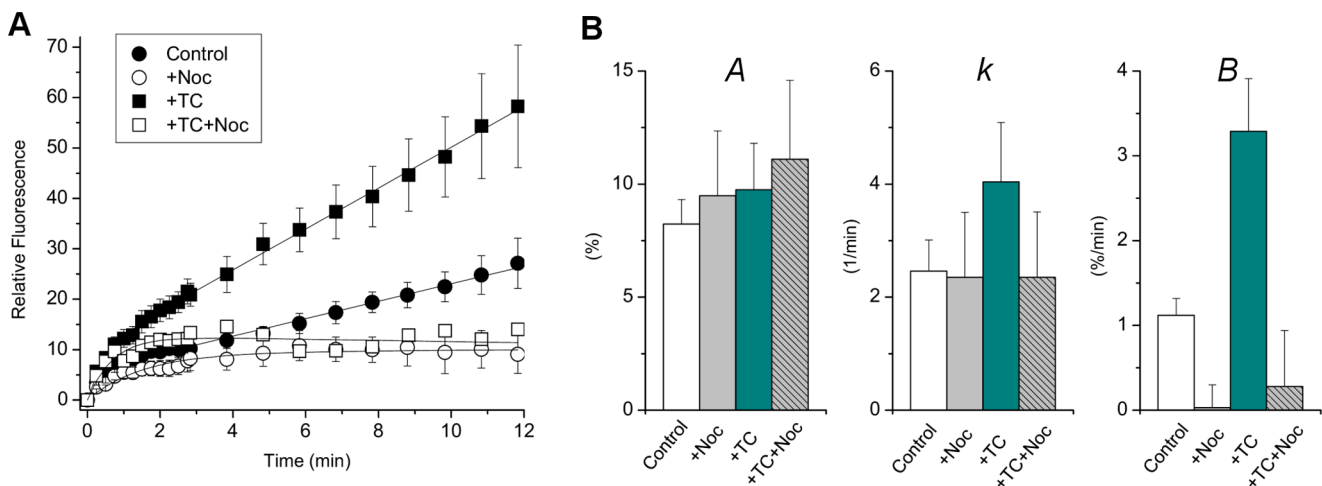 A
Relative Fluorescence
70
60
50
40
30
20
10
0
Control
+Noc
+TC
+TC+Noc
0
2
4
6
8
10
12
Time (min)
B
A
(%)
15
10
5
0
Control
+Noc
+TC
+TC+Noc
k
(1/min)
6
4
2
0
Control
+Noc
+TC
+TC+Noc
B
(%/min)
4
3
2
1
0
Control
+Noc
+TC
+TC+Noc